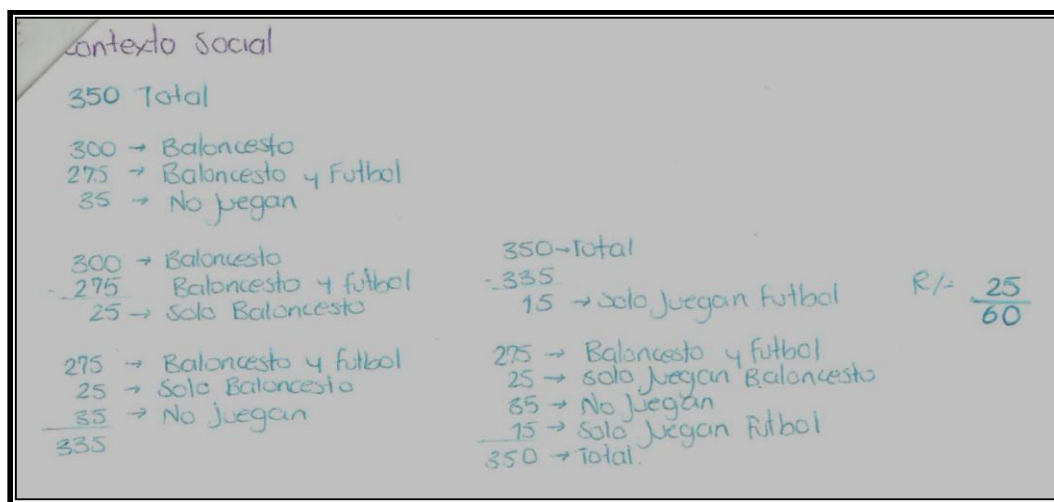 Contexto Social
350 Total
300 → Baloncesto
275 → Baloncesto y Futbol
35 → No juegan
300 → Baloncesto
- 275 Baloncesto y futbol
25 → Solo Baloncesto
275 → Baloncesto y futbol
25 → Solo Baloncesto
35 → No Juegan
335
350-Total
-335
15 → Solo Juegan futbol
275 → Baloncesto y futbol
25 → Solo Juegan Baloncesto
35 → No Juegan
15 → Solo Juegan Futbol
350 → Total.
R/- 25
60